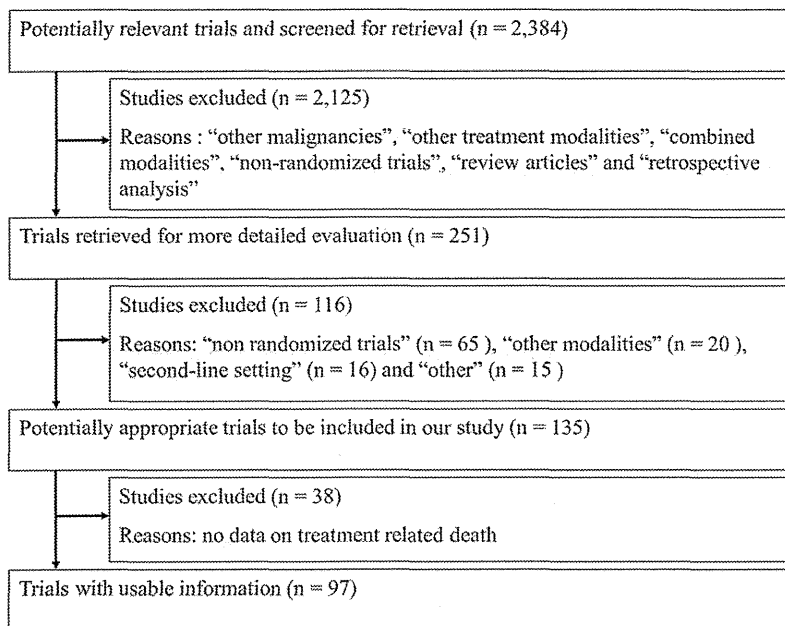 Potentially relevant trials and screened for retrieval (n = 2,384)
Studies excluded (n = 2,125)
Reasons : “other malignancies”, “other treatment modalities”, “combined
modalities”, “non-randomized trials”, “review articles” and “retrospective
analysis”
Trials retrieved for more detailed evaluation (n = 251)
Studies excluded (n = 116)
Reasons: “non randomized trials” (n = 65 ), “other modalities” (n = 20 ),
“second-line setting” (n = 16) and “other” (n = 15 )
Potentially appropriate trials to be included in our study (n = 135)
Studies excluded (n = 38)
Reasons: no data on treatment related death
Trials with usable information (n = 97)